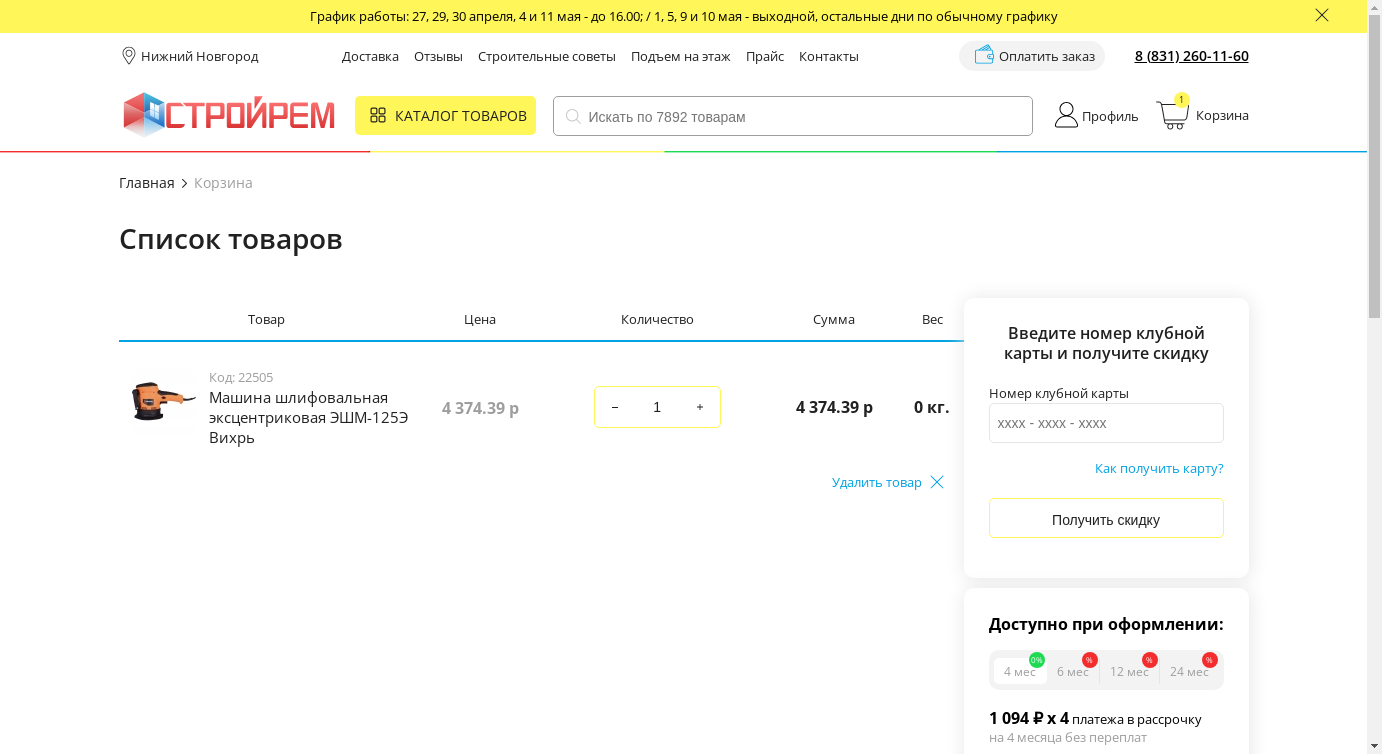 График работы: 27, 29, 30 апреля, 4 и 11 мая - до 16.00; / 1, 5, 9 и 10 мая - выходной, остальные дни по обычному графику
Нижний Новгород
Доставка Отзывы Строительные советы Подъем на этаж Прайс Контакты
Оплатить заказ
8 (831) 260-11-60
СТРОЙРЕМ
КАТАЛОГ ТОВАРОВ
Искать по 7892 товарам
Профиль
1
Корзина
Главная > Корзина
Список товаров
Товар Цена Количество Сумма Вес
Код: 22505
Машина шлифовальная
эксцентриковая ЭШМ-125Э
Вихрь
4 374.39 р
− 1 +
4 374.39 р
0 кг.
Удалить товар
Введите номер клубной
карты и получите скидку
Номер клубной карты
xxxx - xxxx - xxxx
Как получить карту?
Получить скидку
Доступно при оформлении:
0% % % %
4 мес 6 мес 12 мес 24 мес
1 094 ₽ x 4 платежа в рассрочку
на 4 месяца без переплат